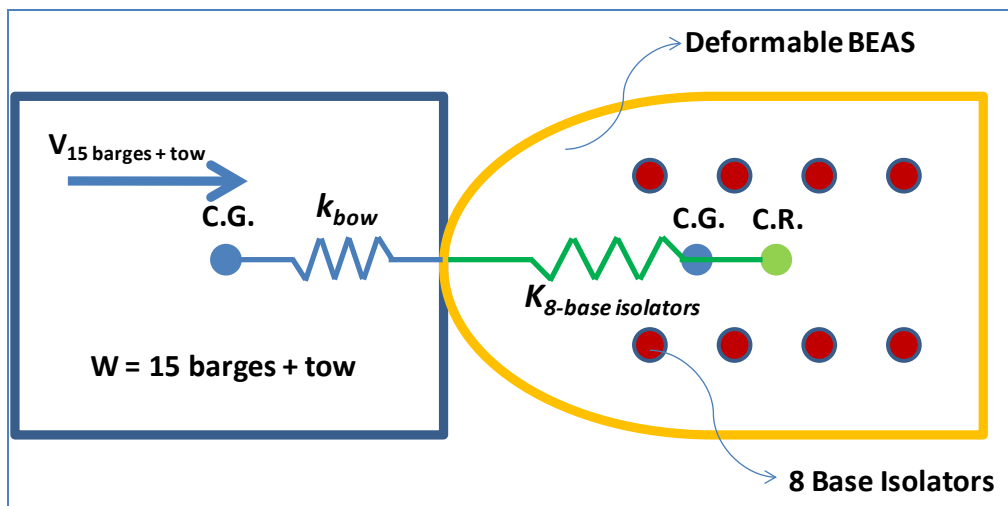 Deformable BEAS
V15 barges + tow
C.G.
kbow
C.G.
C.R.
K8-base isolators
W = 15 barges + tow
8 Base Isolators